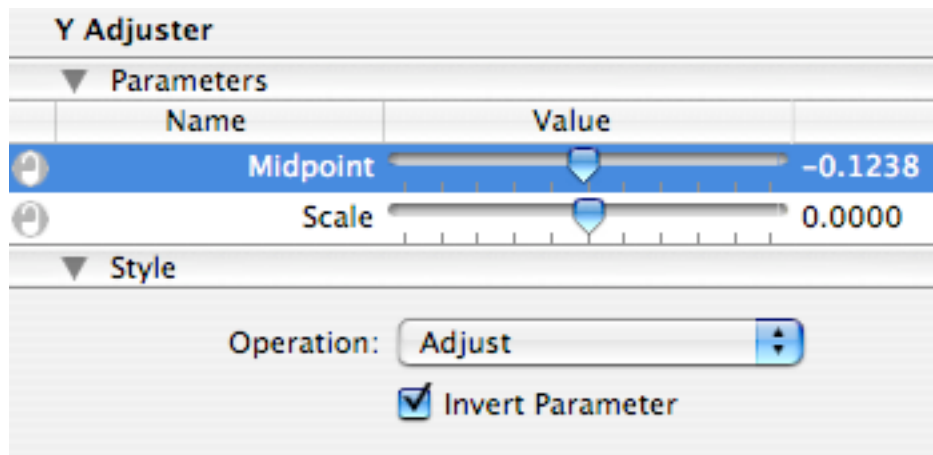 Y Adjuster
Parameters
Name Value
Midpoint -0.1238
Scale 0.0000
Style
Operation: Adjust
Invert Parameter